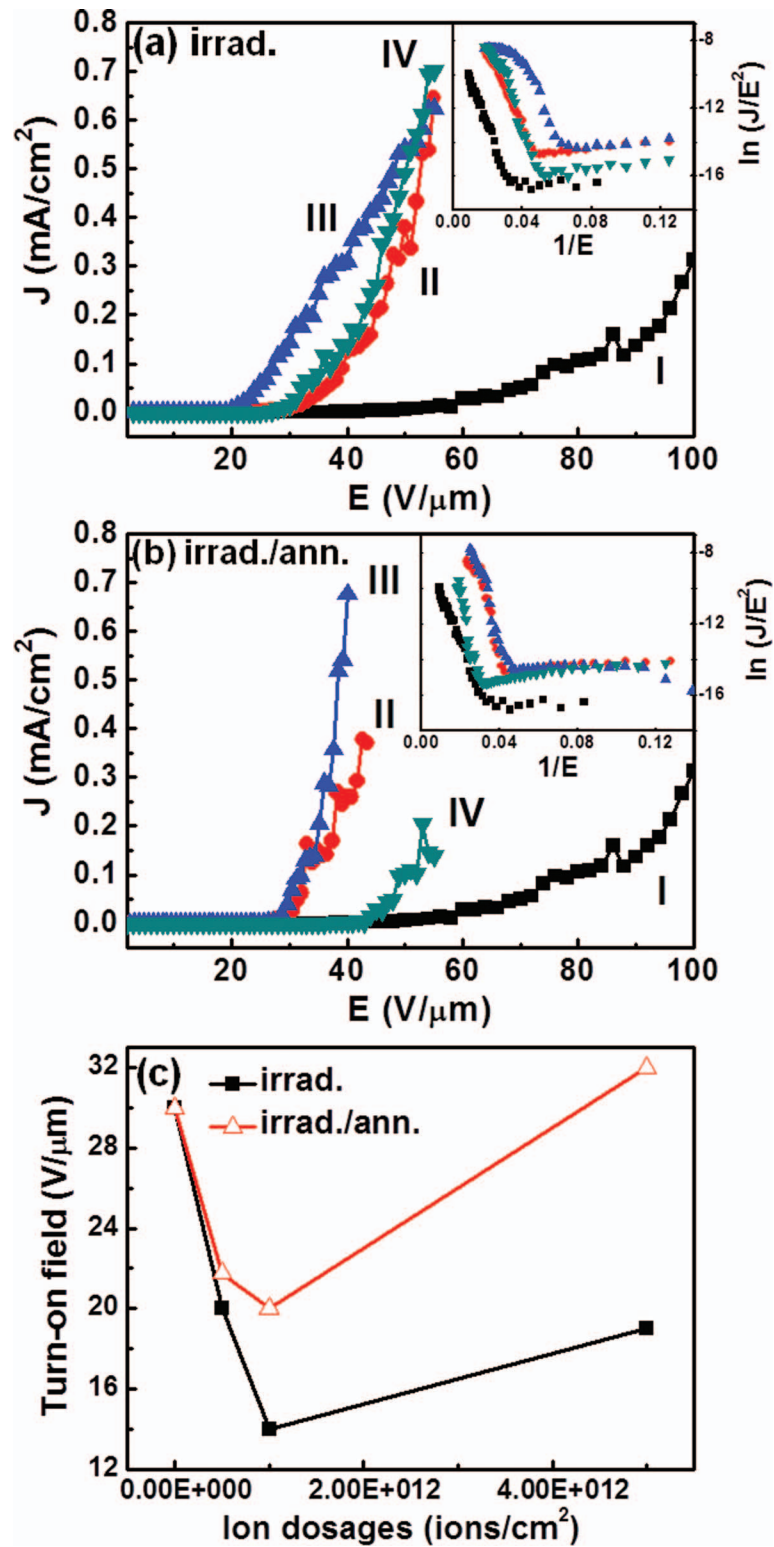 (a) irrad.
J (mA/cm²)
0.8
0.7
0.6
0.5
0.4
0.3
0.2
0.1
0.0
20 40 60 80 100
E (V/μm)
IV
III
II
I
-8
-12
-16
ln (J/E²)
0.00 0.04 0.08 0.12
1/E
(b) irrad./ann.
J (mA/cm²)
0.8
0.7
0.6
0.5
0.4
0.3
0.2
0.1
0.0
20 40 60 80 100
E (V/μm)
III
II
IV
I
-8
-12
-16
ln (J/E²)
0.00 0.04 0.08 0.12
1/E
(c)
irrad.
irrad./ann.
Turn-on field (V/μm)
32
28
24
20
16
12
0.00E+000 2.00E+012 4.00E+012
Ion dosages (ions/cm²)